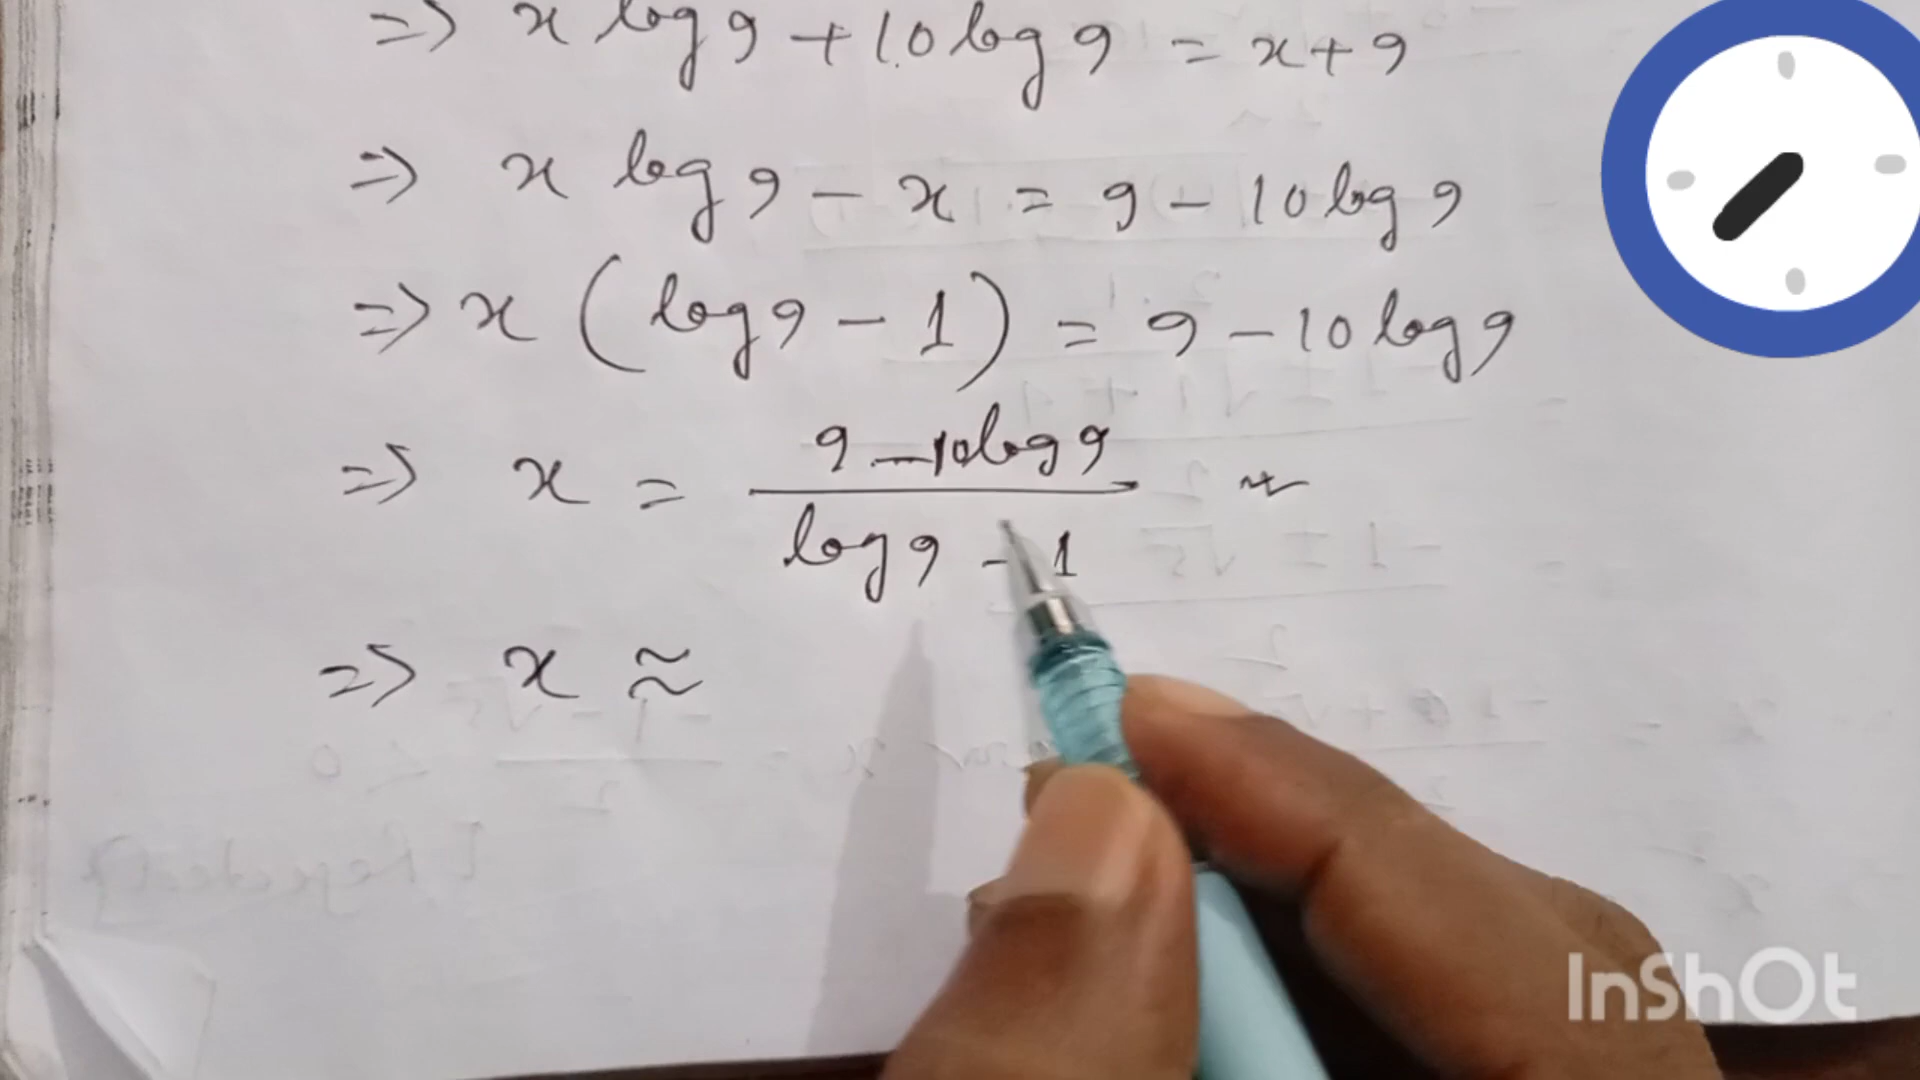 => x log 9 + 10 log 9 = x + 9
=> x log 9 - x = 9 - 10 log 9
=> x (log 9 - 1) = 9 - 10 log 9
=> x = (9 - 10 log 9) / (log 9 - 1)
=> x ≈
InShOt